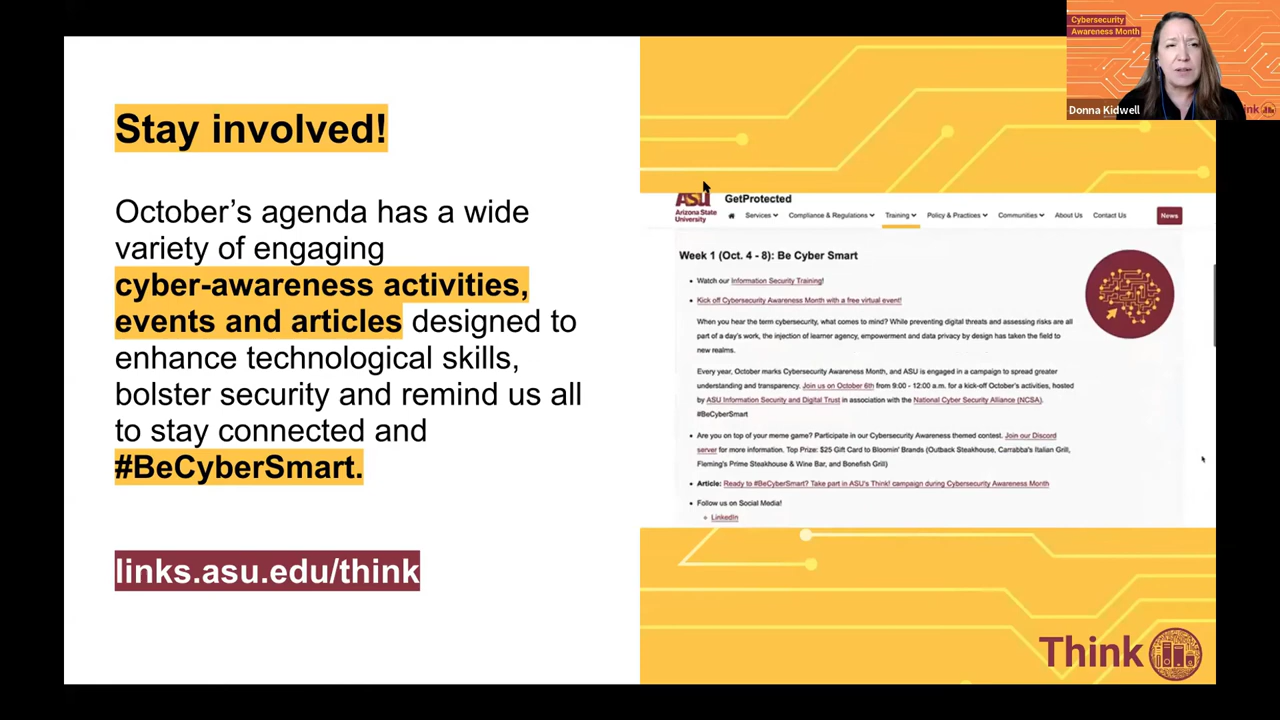 Stay involved!
October’s agenda has a wide
variety of engaging
cyber-awareness activities,
events and articles designed to
enhance technological skills,
bolster security and remind us all
to stay connected and
#BeCyberSmart.
links.asu.edu/think
ASU
Arizona State
University
GetProtected
Services
Compliance & Regulations
Training
Policy & Practices
Communities
About Us
Contact Us
News
Week 1 (Oct. 4 - 8): Be Cyber Smart
Watch our Information Security Training!
Kick off Cybersecurity Awareness Month with a free virtual event!
When you hear the term cybersecurity, what comes to mind? While preventing digital threats and assessing risks are all
part of a day's work, the injection of learner agency, empowerment and data privacy by design has taken the field to
new realms.
Every year, October marks Cybersecurity Awareness Month, and ASU is engaged in a campaign to spread greater
understanding and transparency. Join us on October 6th from 9:00 - 12:00 a.m. for a kick-off October's activities, hosted
by ASU Information Security and Digital Trust in association with the National Cyber Security Alliance (NCSA).
#BeCyberSmart
Are you on top of your meme game? Participate in our Cybersecurity Awareness themed contest. Join our Discord
server for more information. Top Prize: $25 Gift Card to Bloomin' Brands (Outback Steakhouse, Carrabba's Italian Grill,
Fleming's Prime Steakhouse & Wine Bar, and Bonefish Grill)
Article: Ready to #BeCyberSmart? Take part in ASU's Think! campaign during Cybersecurity Awareness Month
Follow us on Social Media!
LinkedIn
Think
Cybersecurity
Awareness Month
Donna Kidwell